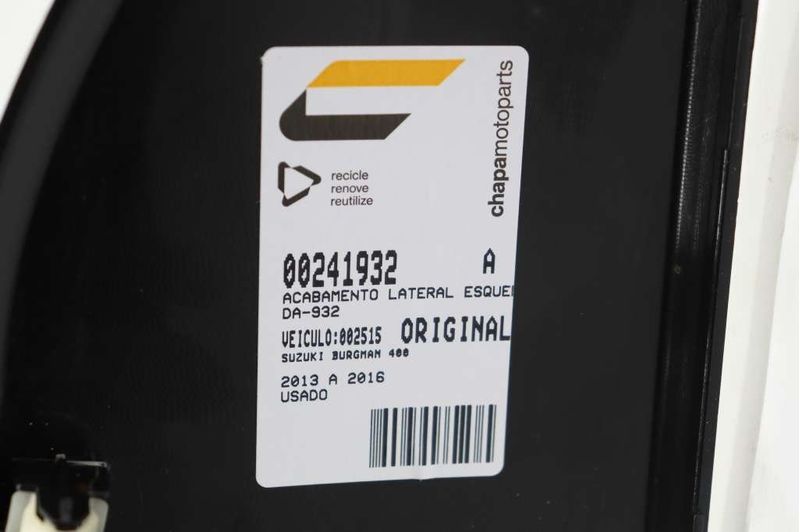 chapamotoparts
recicle
renove
reutilize
00241932 A
ACABAMENTO LATERAL ESQUE
DA-932
VEICULO:002515 ORIGINAL
SUZUKI BURGMAN 400
2013 A 2016
USADO